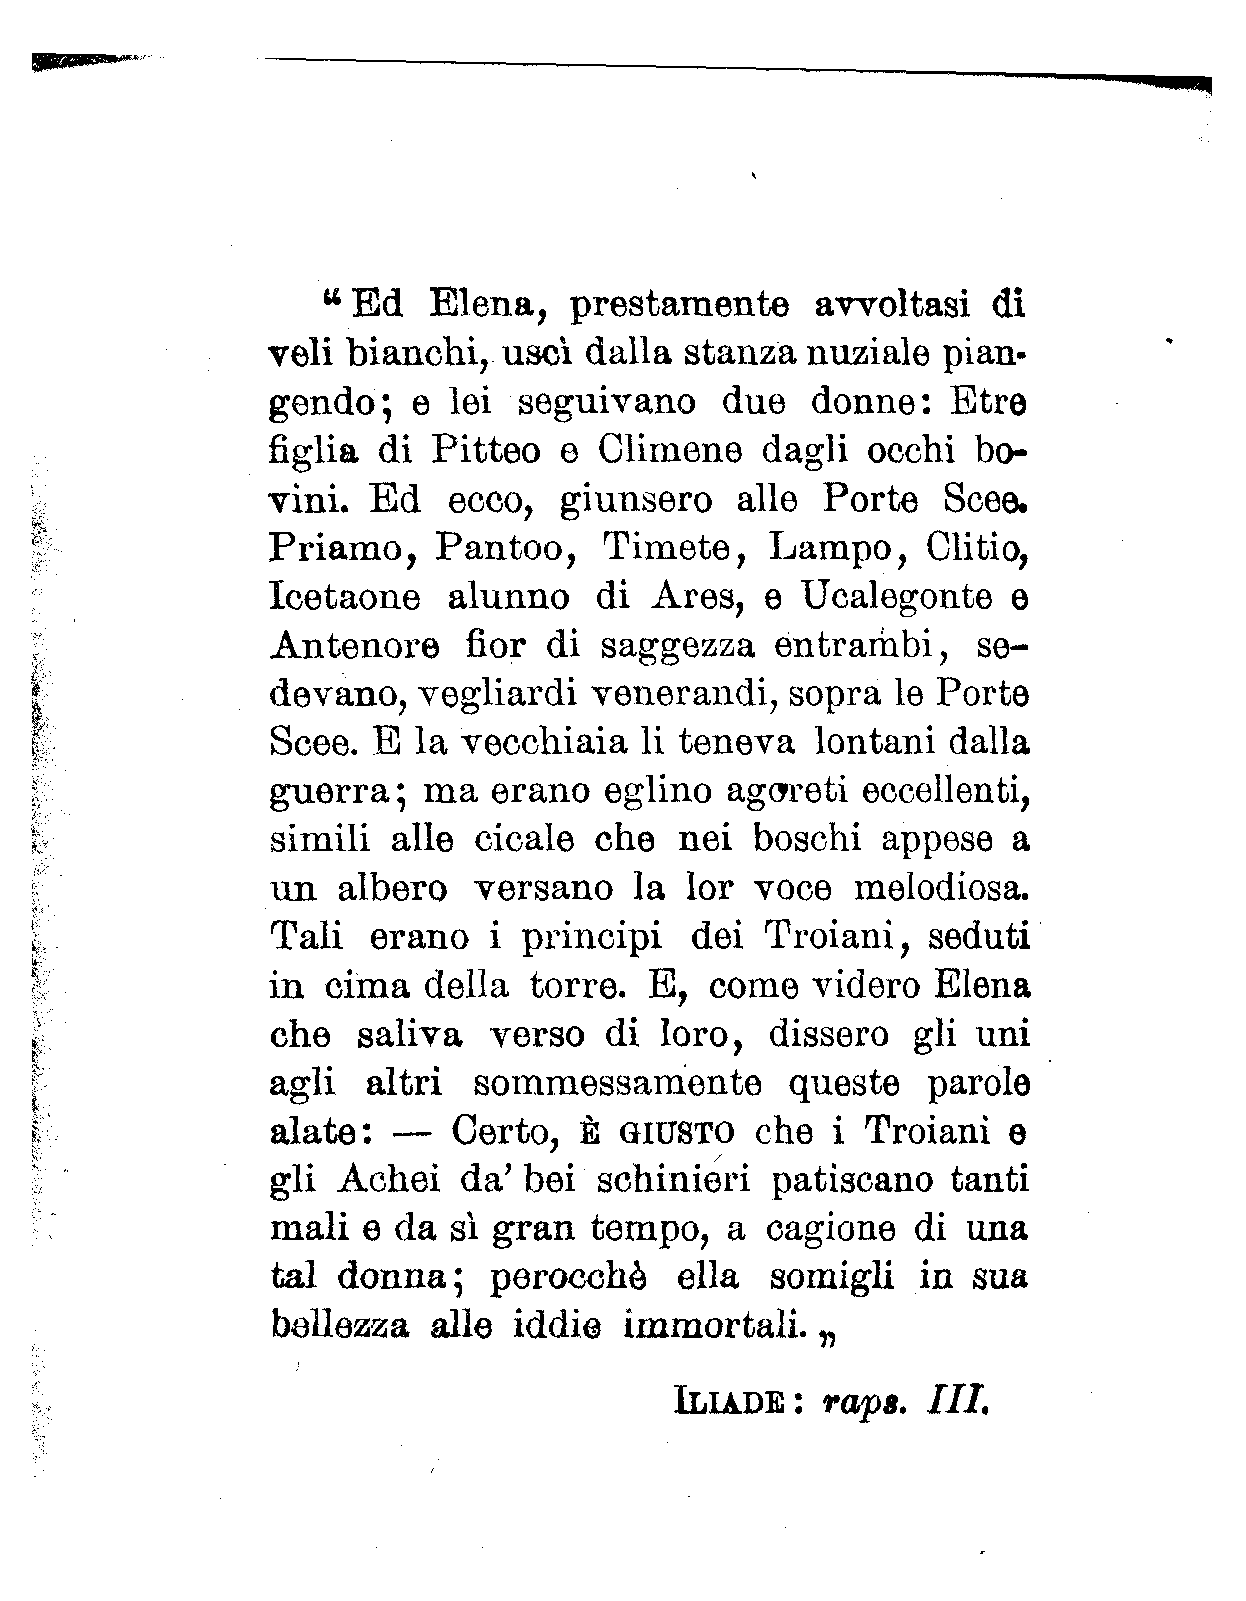 “ Ed Elena, prestamente avvoltasi di
veli bianchi, uscì dalla stanza nuziale pian-
gendo; e lei seguivano due donne: Etre
figlia di Pitteo e Climene dagli occhi bo-
vini. Ed ecco, giunsero alle Porte Scee.
Priamo, Pantoo, Timete, Lampo, Clitio,
Icetaone alunno di Ares, e Ucalegonte e
Antenore fior di saggezza entrambi, se-
devano, vegliardi venerandi, sopra le Porte
Scee. E la vecchiaia li teneva lontani dalla
guerra; ma erano eglino agoreti eccellenti,
simili alle cicale che nei boschi appese a
un albero versano la lor voce melodiosa.
Tali erano i principi dei Troiani, seduti
in cima della torre. E, come videro Elena
che saliva verso di loro, dissero gli uni
agli altri sommessamente queste parole
alate: — Certo, È GIUSTO che i Troiani e
gli Achei da' bei schinieri patiscano tanti
mali e da sì gran tempo, a cagione di una
tal donna; perocchè ella somigli in sua
bellezza alle iddie immortali. „
ILIADE: raps. III.